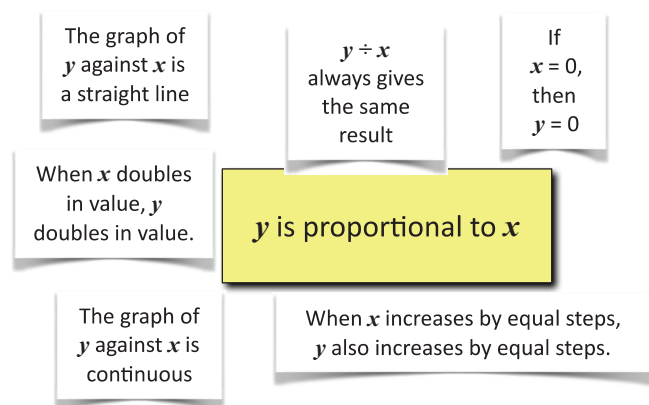 The graph of
y against x is
a straight line
y ÷ x
always gives
the same
result
If
x = 0,
then
y = 0
When x doubles
in value, y
doubles in value.
y is proportional to x
The graph of
y against x is
continuous
When x increases by equal steps,
y also increases by equal steps.